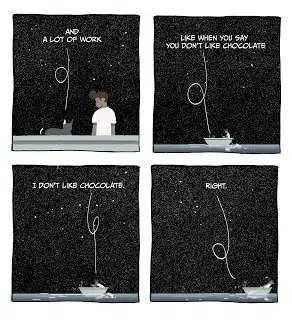 AND
A LOT OF WORK
LIKE WHEN YOU SAY
YOU DON'T LIKE CHOCOLATE
I DON'T LIKE CHOCOLATE.
RIGHT.